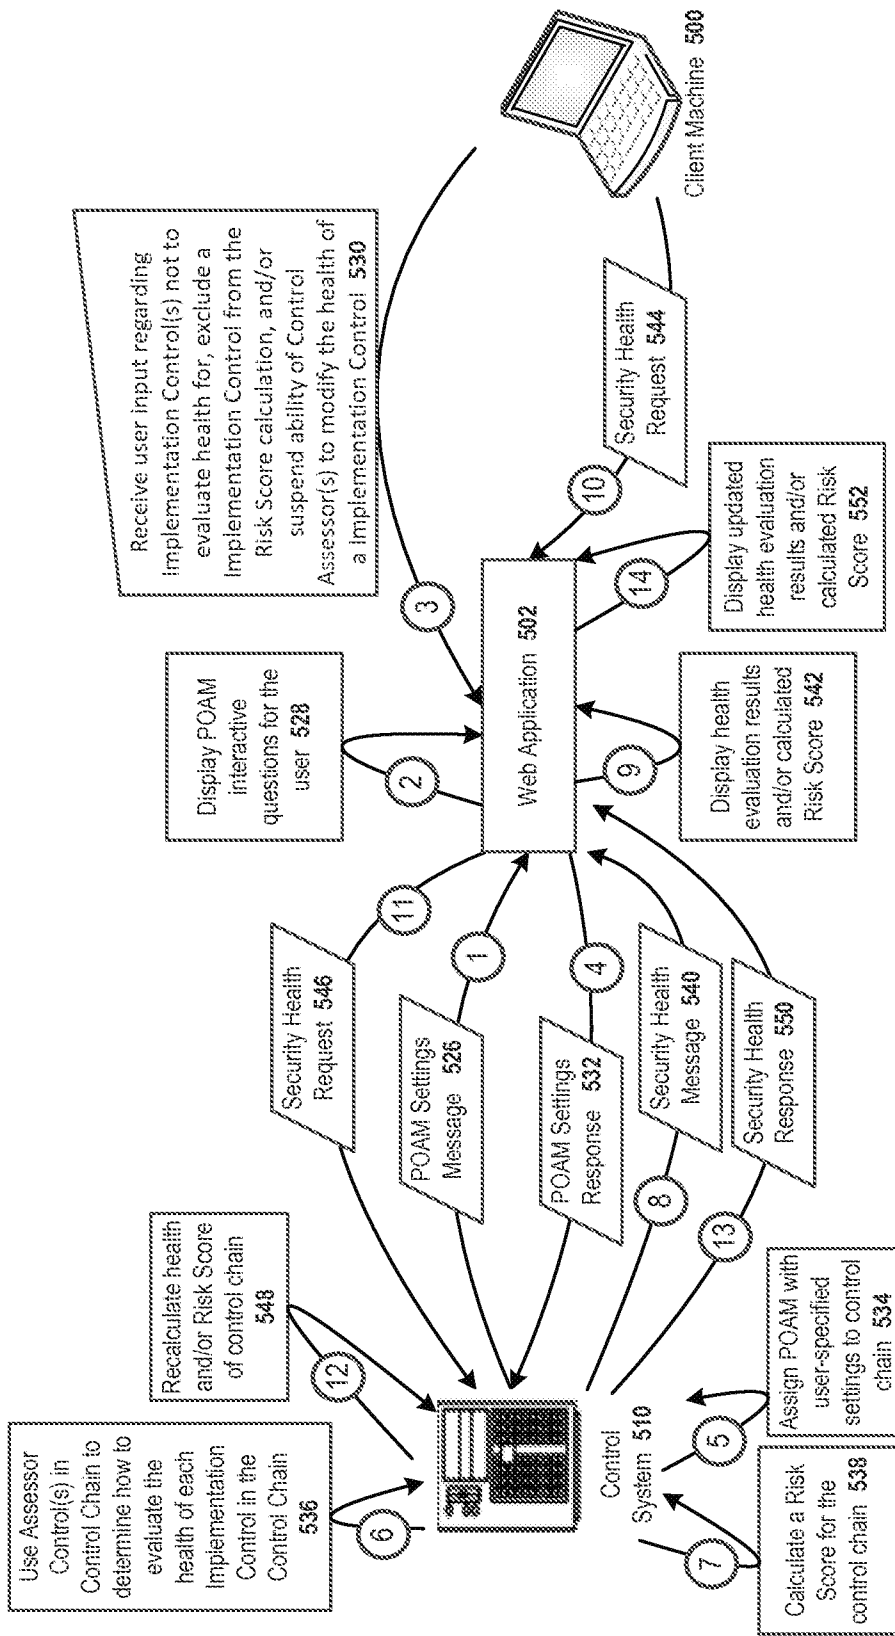 Use Assessor
Control(s) in
Control Chain to
determine how to
evaluate the
health of each
Implementation
Control in the
Control Chain
536
6
Recalculate health
and/or Risk Score
of control chain
548
12
Control
System 510
Assign POAM with
user-specified
settings to control
chain 534
5
Calculate a Risk
Score for the
control chain 538
7
Security Health
Request 546
11
POAM Settings
Message 526
1
POAM Settings
Response 532
4
Security Health
Message 540
8
Security Health
Response 550
13
Display POAM
interactive
questions for the
user 528
2
Web Application 502
Display health
evaluation results
and/or calculated
Risk Score 542
9
Receive user input regarding
Implementation Control(s) not to
evaluate health for, exclude a
Implementation Control from the
Risk Score calculation, and/or
suspend ability of Control
Assessor(s) to modify the health of
a Implementation Control 530
3
Security Health
Request 544
10
Display updated
health evaluation
results and/or
calculated Risk
Score 552
14
Client Machine 500